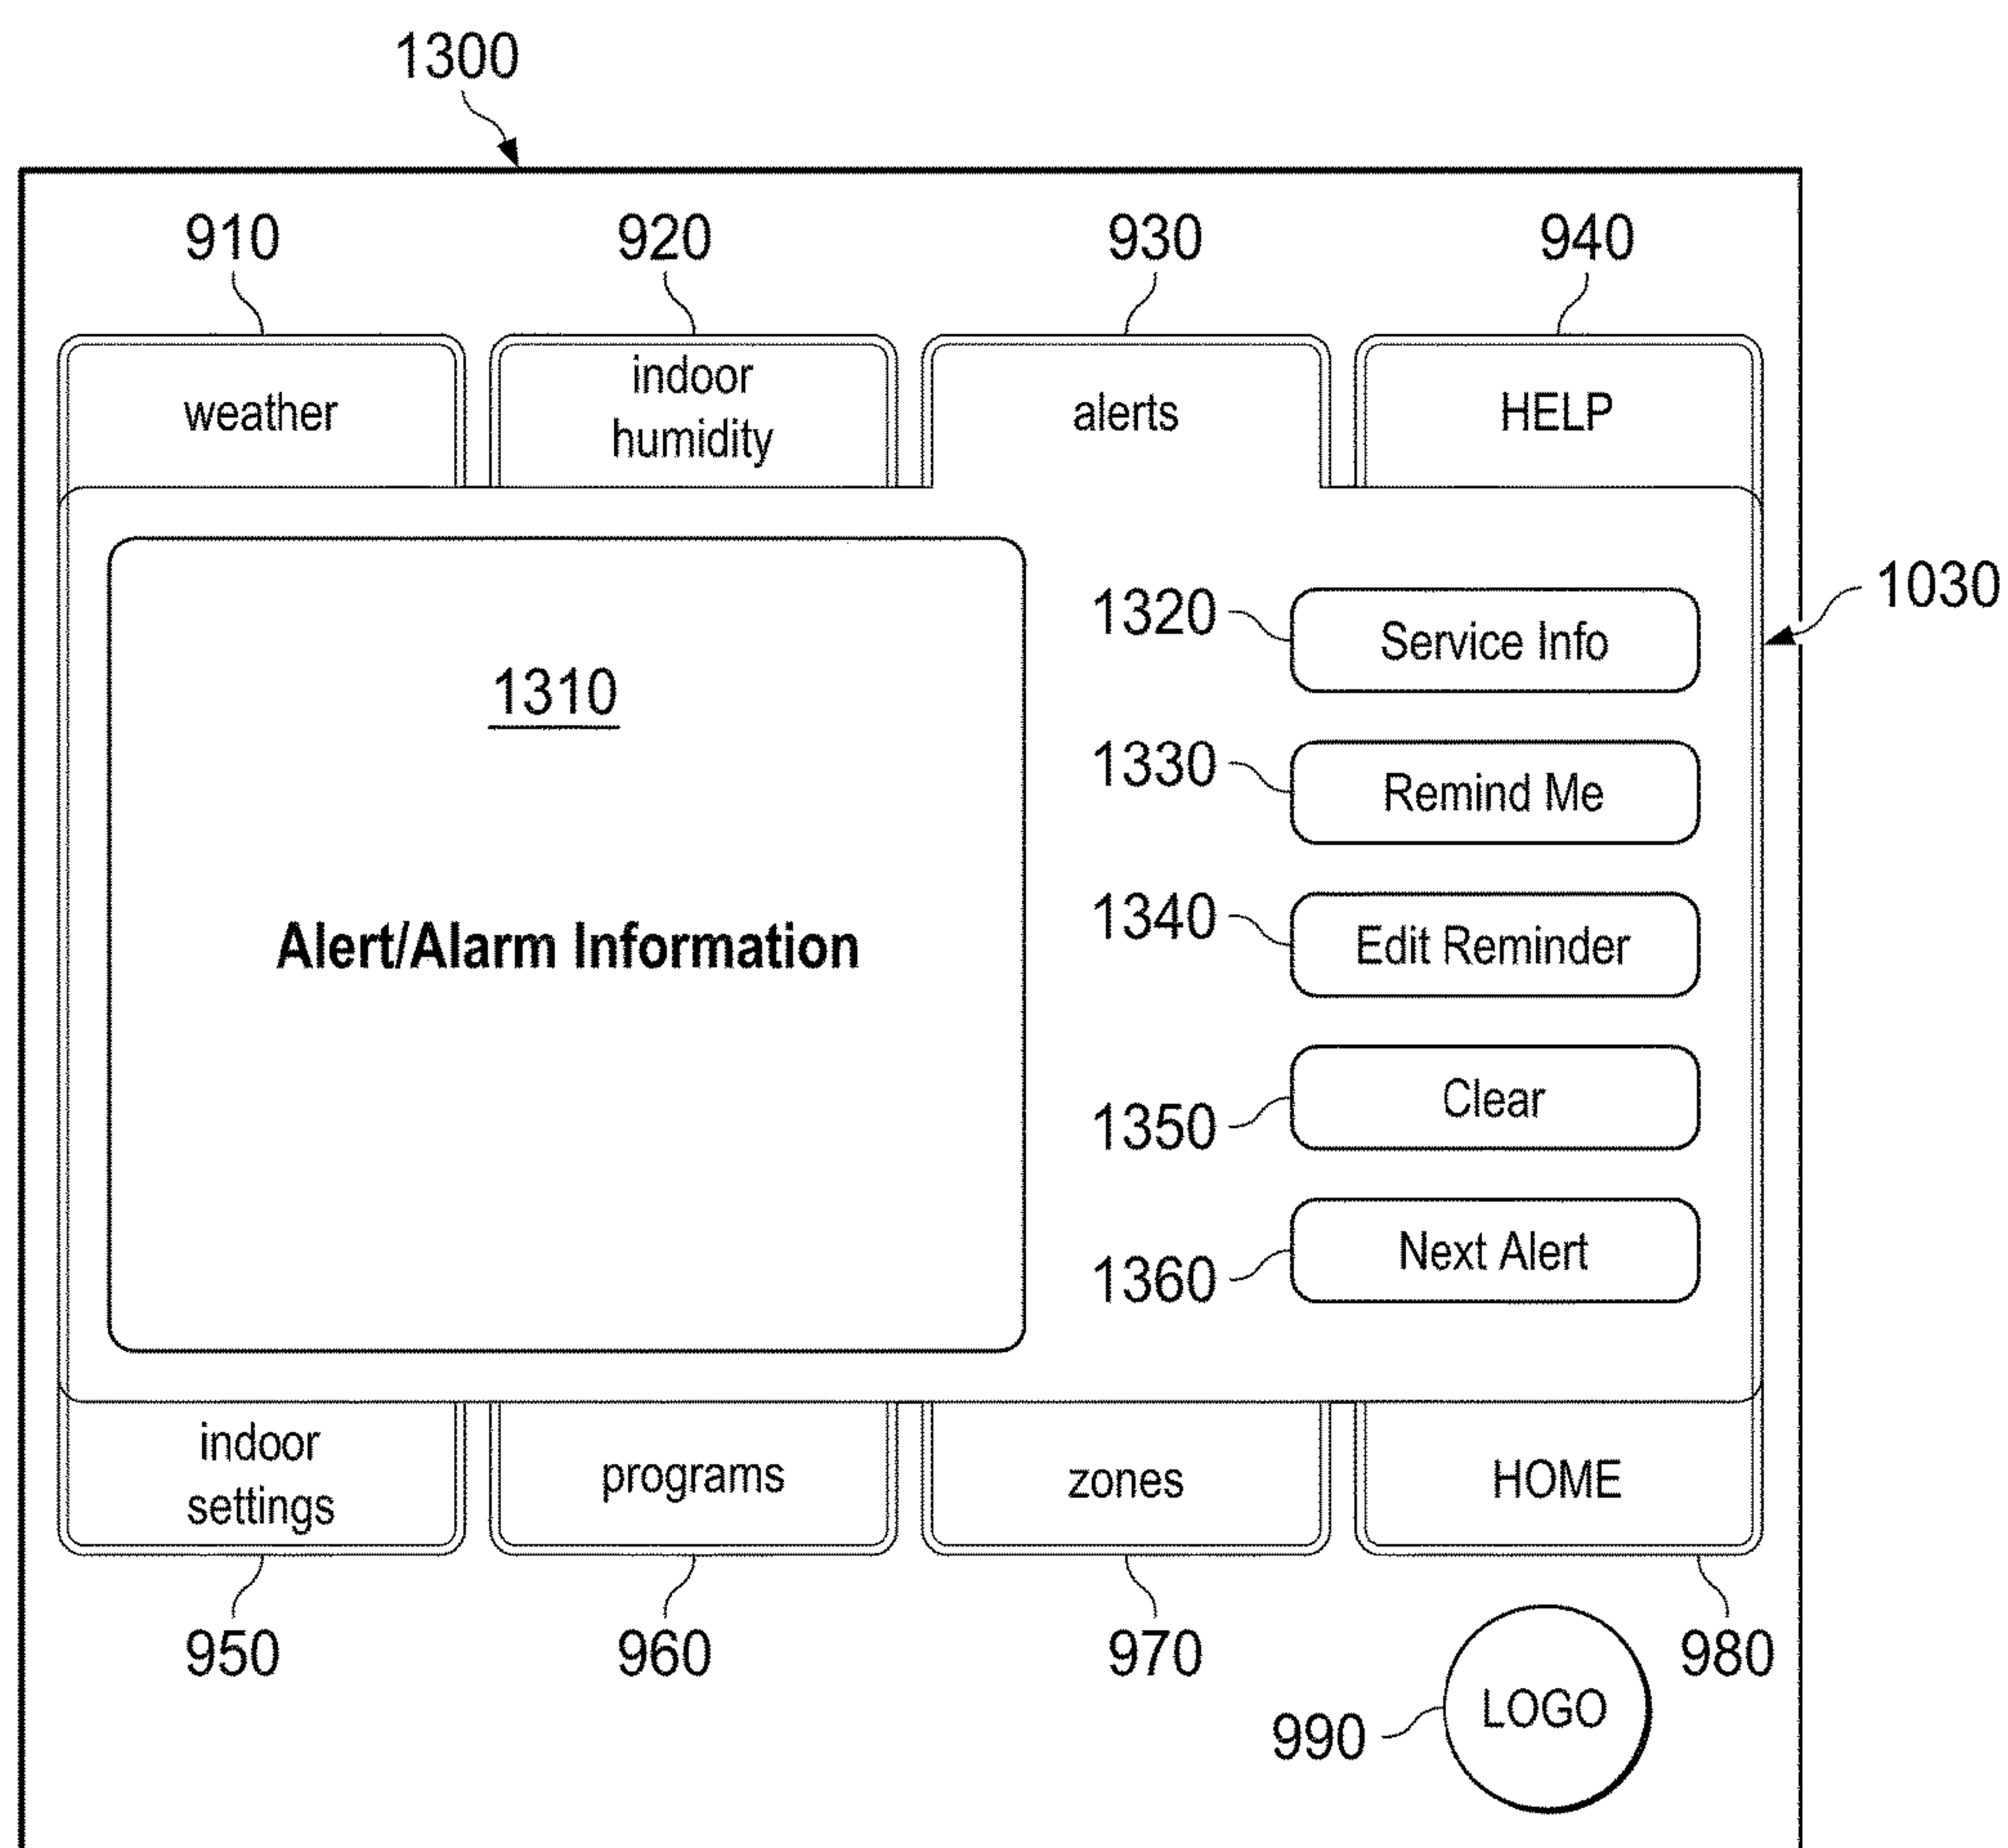 1300
910
920
930
940
weather
indoor
humidity
alerts
HELP
1310
Alert/Alarm Information
1320
Service Info
1030
1330
Remind Me
1340
Edit Reminder
1350
Clear
1360
Next Alert
indoor
settings
programs
zones
HOME
950
960
970
980
990
LOGO